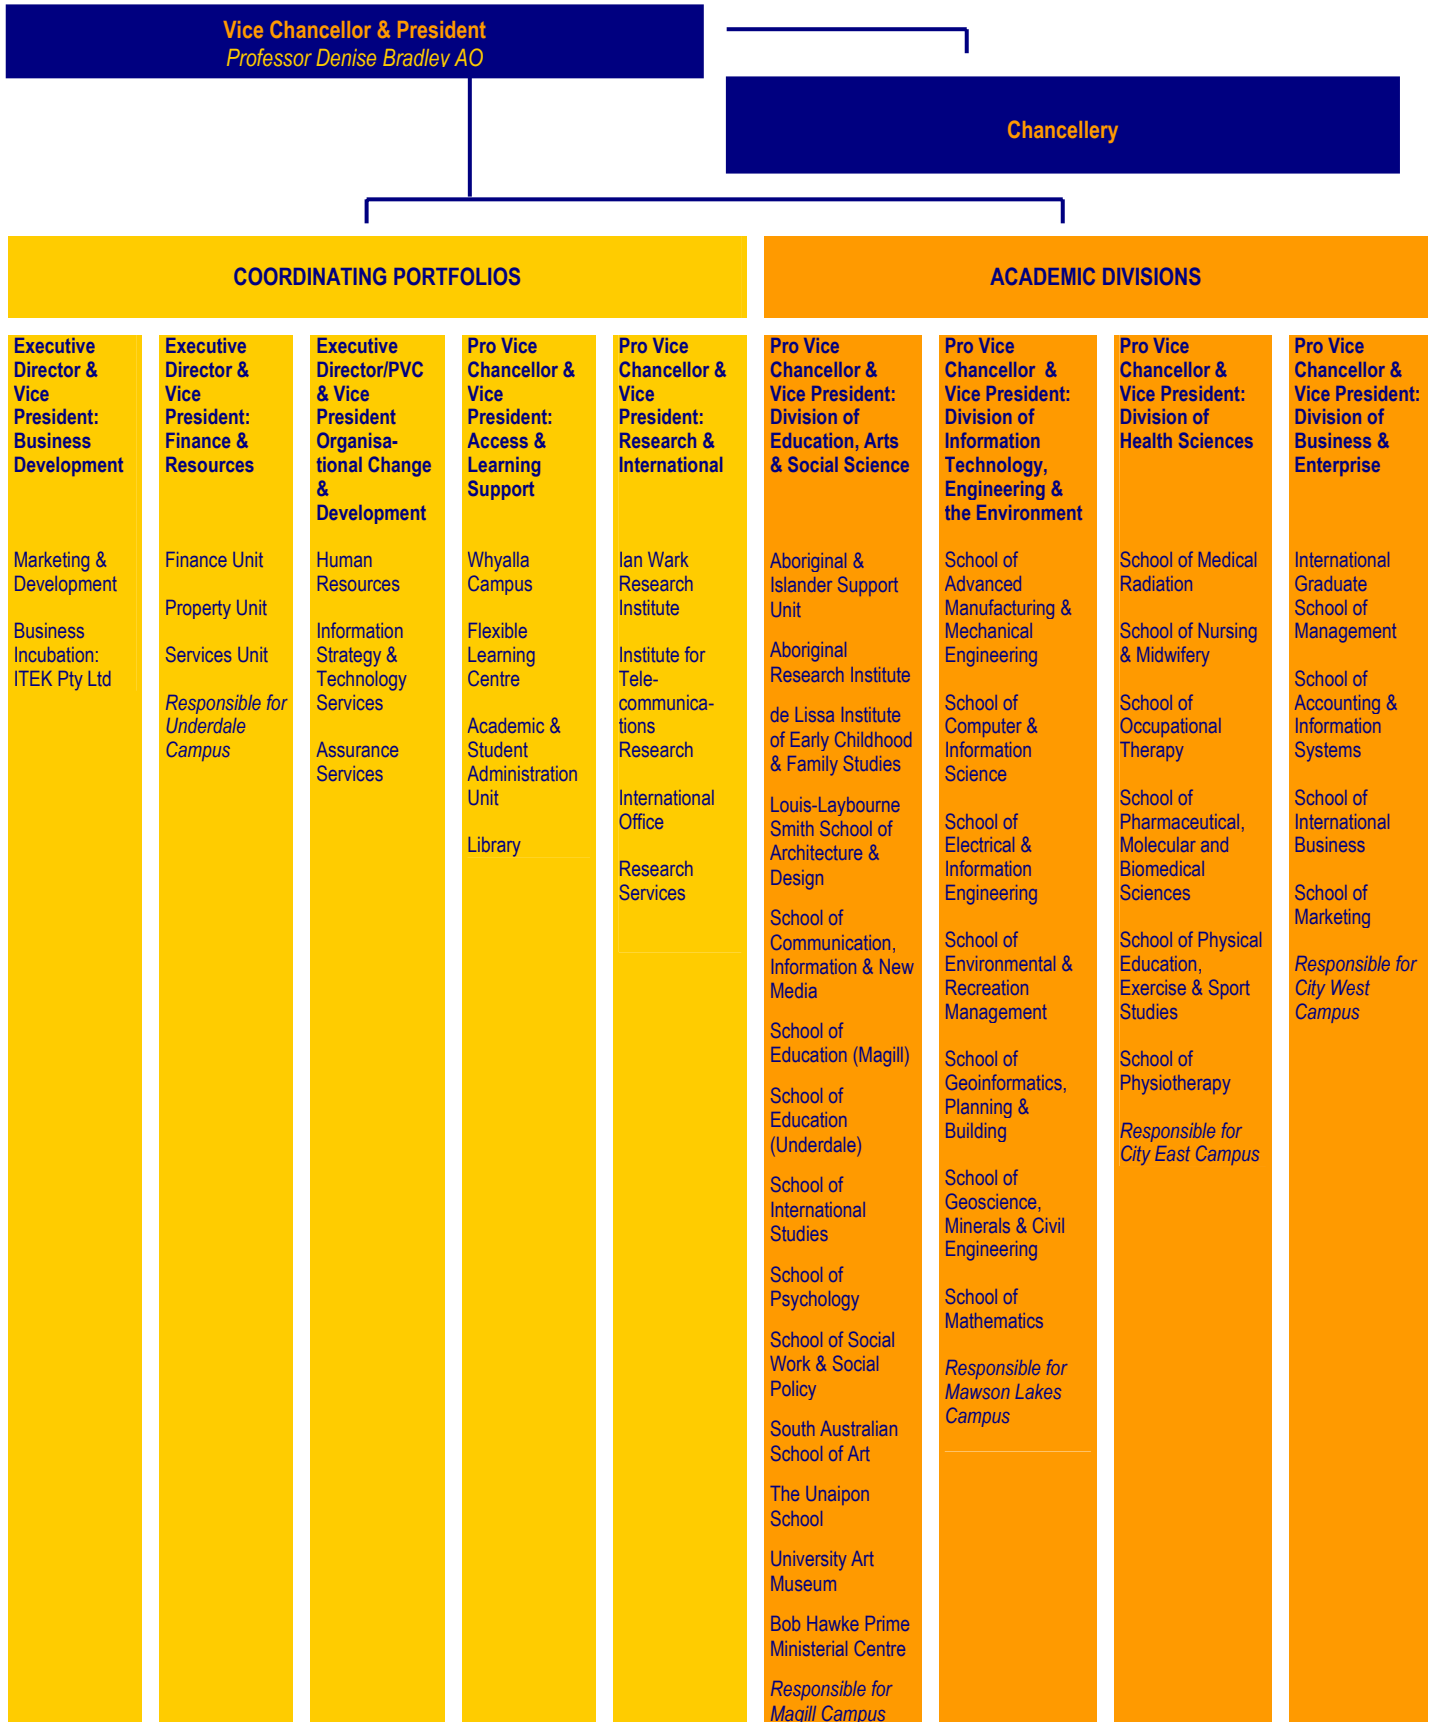 Vice Chancellor & President
Professor Denise Bradley AO
Chancellery
COORDINATING PORTFOLIOS
ACADEMIC DIVISIONS
Executive
Director &
Vice
President:
Business
Development
Marketing &
Development
Business
Incubation:
ITEK Pty Ltd
Executive
Director &
Vice
President:
Finance &
Resources
Finance Unit
Property Unit
Services Unit
Responsible for
Underdale
Campus
Executive
Director/PVC
& Vice
President
Organisa-
tional Change
&
Development
Human
Resources
Information
Strategy &
Technology
Services
Assurance
Services
Pro Vice
Chancellor &
Vice
President:
Access &
Learning
Support
Whyalla
Campus
Flexible
Learning
Centre
Academic &
Student
Administration
Unit
Library
Pro Vice
Chancellor &
Vice
President:
Research &
International
Ian Wark
Research
Institute
Institute for
Tele-
communica-
tions
Research
International
Office
Research
Services
Pro Vice
Chancellor &
Vice President:
Division of
Education, Arts
& Social Science
Aboriginal &
Islander Support
Unit
Aboriginal
Research Institute
de Lissa Institute
of Early Childhood
& Family Studies
Louis-Laybourne
Smith School of
Architecture &
Design
School of
Communication,
Information & New
Media
School of
Education (Magill)
School of
Education
(Underdale)
School of
International
Studies
School of
Psychology
School of Social
Work & Social
Policy
South Australian
School of Art
The Unaipon
School
University Art
Museum
Bob Hawke Prime
Ministerial Centre
Responsible for
Magill Campus
Pro Vice
Chancellor &
Vice President:
Division of
Information
Technology,
Engineering &
the Environment
School of
Advanced
Manufacturing &
Mechanical
Engineering
School of
Computer &
Information
Science
School of
Electrical &
Information
Engineering
School of
Environmental &
Recreation
Management
School of
Geoinformatics,
Planning &
Building
School of
Geoscience,
Minerals & Civil
Engineering
School of
Mathematics
Responsible for
Mawson Lakes
Campus
Pro Vice
Chancellor &
Vice President:
Division of
Health Sciences
School of Medical
Radiation
School of Nursing
& Midwifery
School of
Occupational
Therapy
School of
Pharmaceutical,
Molecular and
Biomedical
Sciences
School of Physical
Education,
Exercise & Sport
Studies
School of
Physiotherapy
Responsible for
City East Campus
Pro Vice
Chancellor &
Vice President:
Division of
Business &
Enterprise
International
Graduate
School of
Management
School of
Accounting &
Information
Systems
School of
International
Business
School of
Marketing
Responsible for
City West
Campus